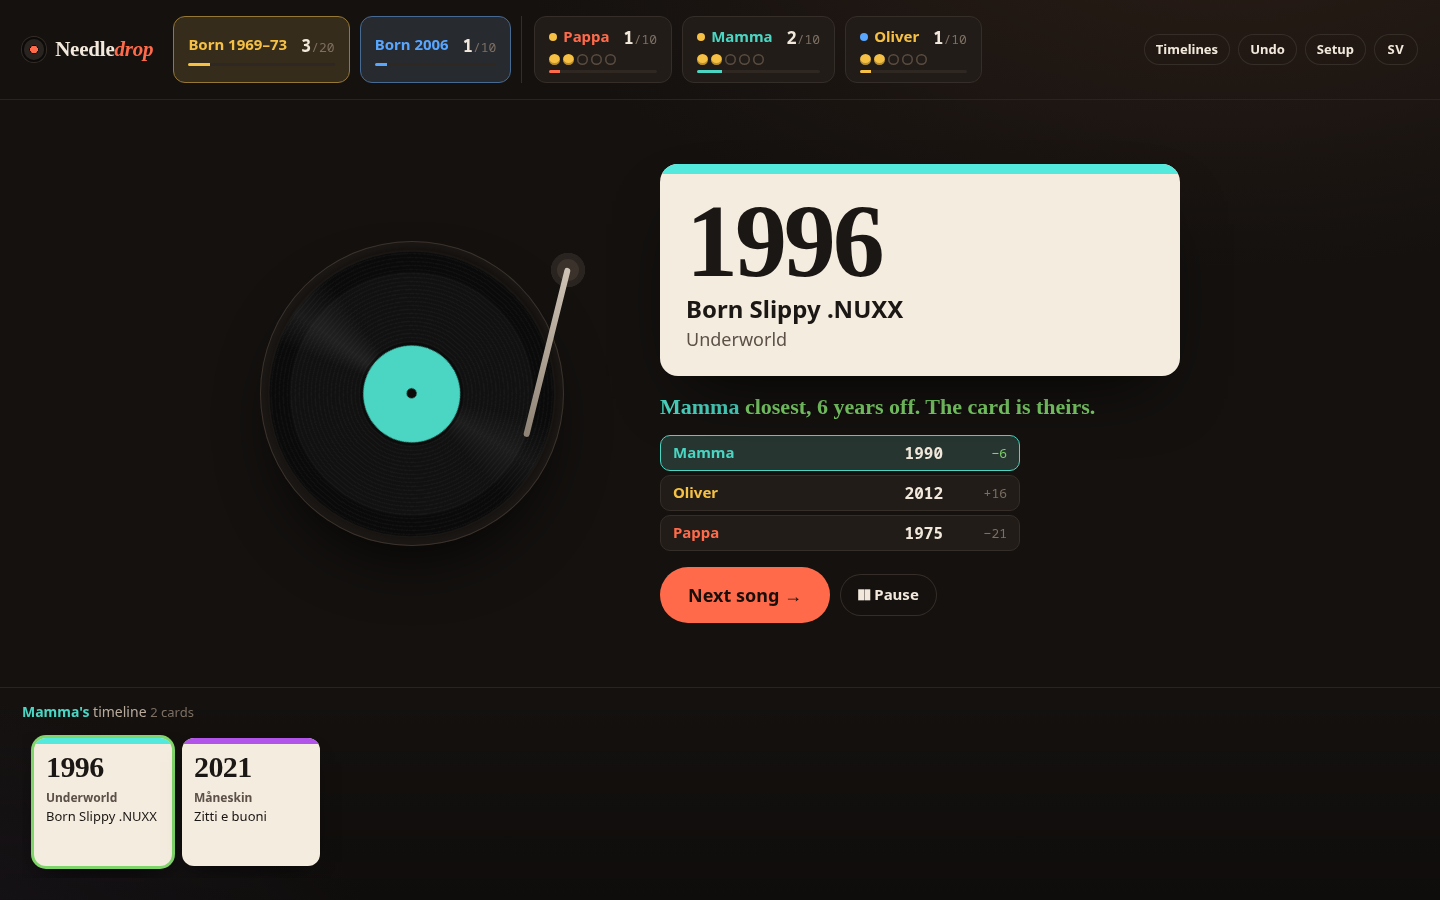 Needledrop
Born 1969–73 3/20
Born 2006 1/10
Pappa 1/10
Mamma 2/10
Oliver 1/10
Timelines
Undo
Setup
SV
1996
Born Slippy .NUXX
Underworld
Mamma closest, 6 years off. The card is theirs.
Mamma 1990 −6
Oliver 2012 +16
Pappa 1975 −21
Next song →
Pause
Mamma's timeline 2 cards
1996
Underworld
Born Slippy .NUXX
2021
Måneskin
Zitti e buoni